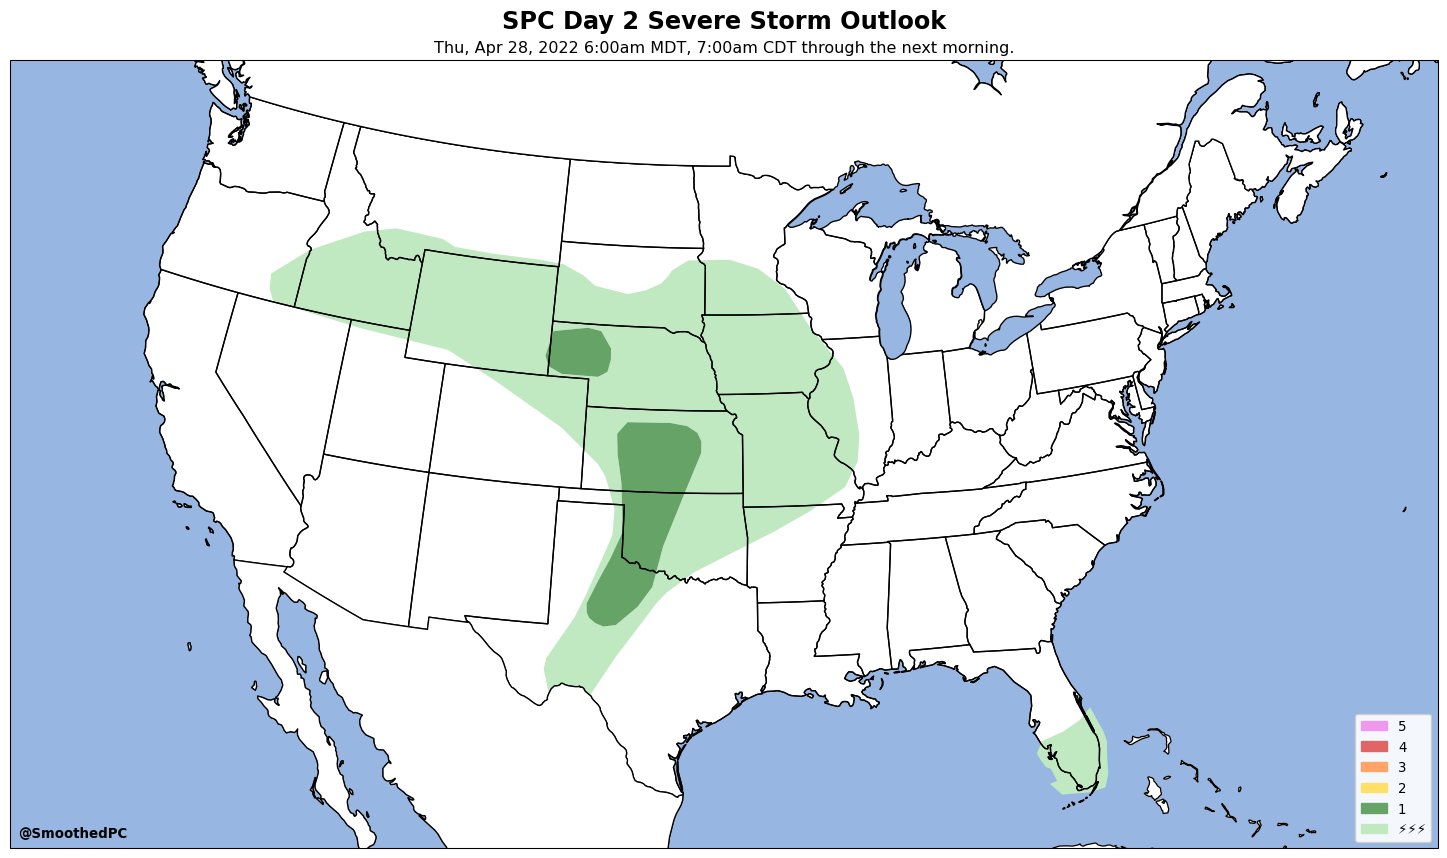 SPC Day 2 Severe Storm Outlook
Thu, Apr 28, 2022 6:00am MDT, 7:00am CDT through the next morning.
5
4
3
2
1
⚡⚡⚡
@SmoothedPC